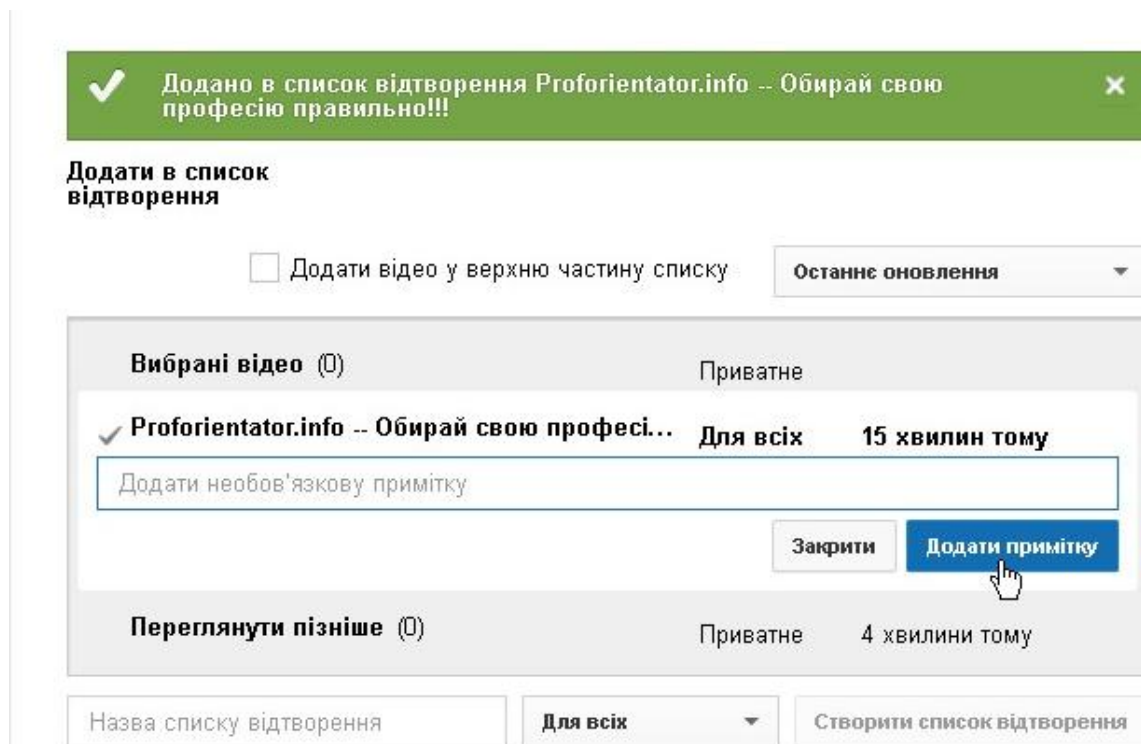 Додано в список відтворення Proforientator.info -- Обирай свою
професію правильно!!!
Додати в список
відтворення
Додати відео у верхню частину списку
Останнє оновлення
Вибрані відео (0) Приватне
Proforientator.info -- Обирай свою професі... Для всіх 15 хвилин тому
Додати необов'язкову примітку
Закрити Додати примітку
Переглянути пізніше (0) Приватне 4 хвилини тому
Назва списку відтворення Для всіх Створити список відтворення